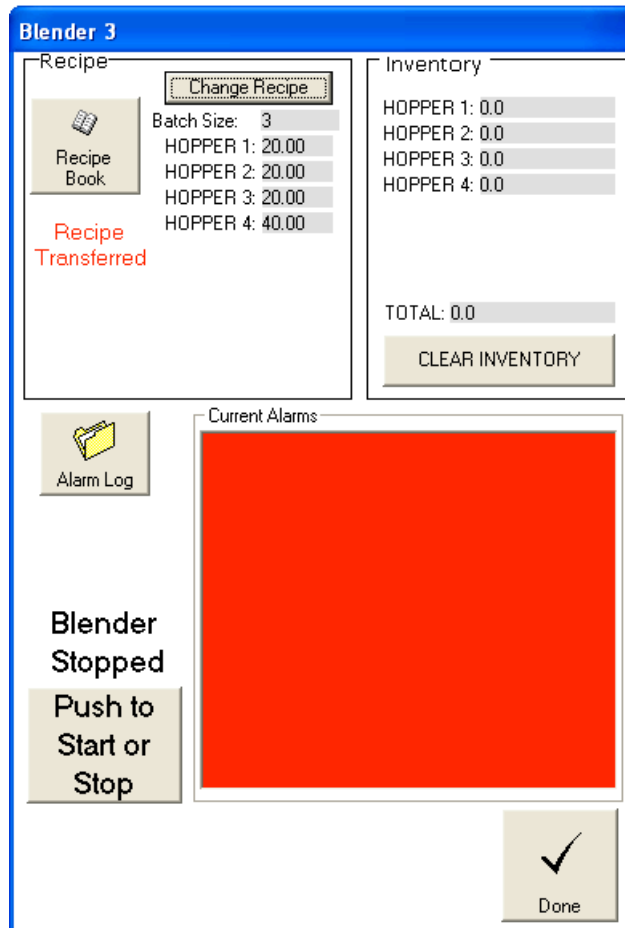 Blender 3
Recipe
Change Recipe
Recipe
Book
Batch Size: 3
HOPPER 1: 20.00
HOPPER 2: 20.00
HOPPER 3: 20.00
HOPPER 4: 40.00
Recipe
Transferred
Inventory
HOPPER 1: 0.0
HOPPER 2: 0.0
HOPPER 3: 0.0
HOPPER 4: 0.0
TOTAL: 0.0
CLEAR INVENTORY
Alarm Log
Current Alarms
Blender
Stopped
Push to
Start or
Stop
Done